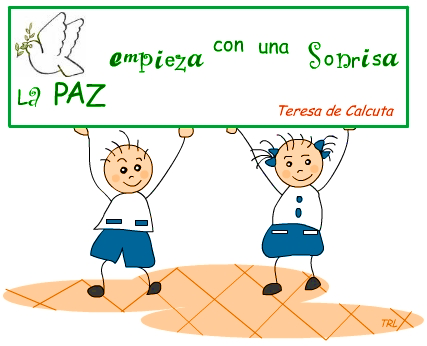 La PAZ empieza con una Sonrisa
Teresa de Calcuta
TRL